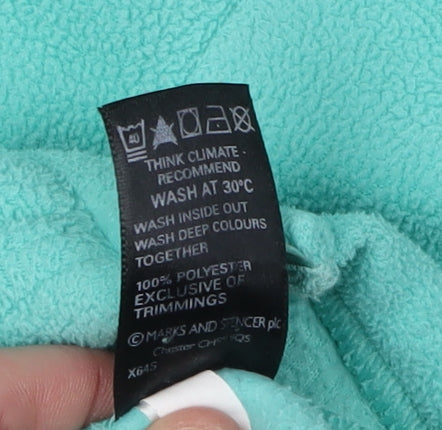 THINK CLIMATE -
RECOMMEND
WASH AT 30°C
WASH INSIDE OUT
WASH DEEP COLOURS
TOGETHER
100% POLYESTER
EXCLUSIVE OF
TRIMMINGS
© MARKS AND SPENCER plc
Chester
X645